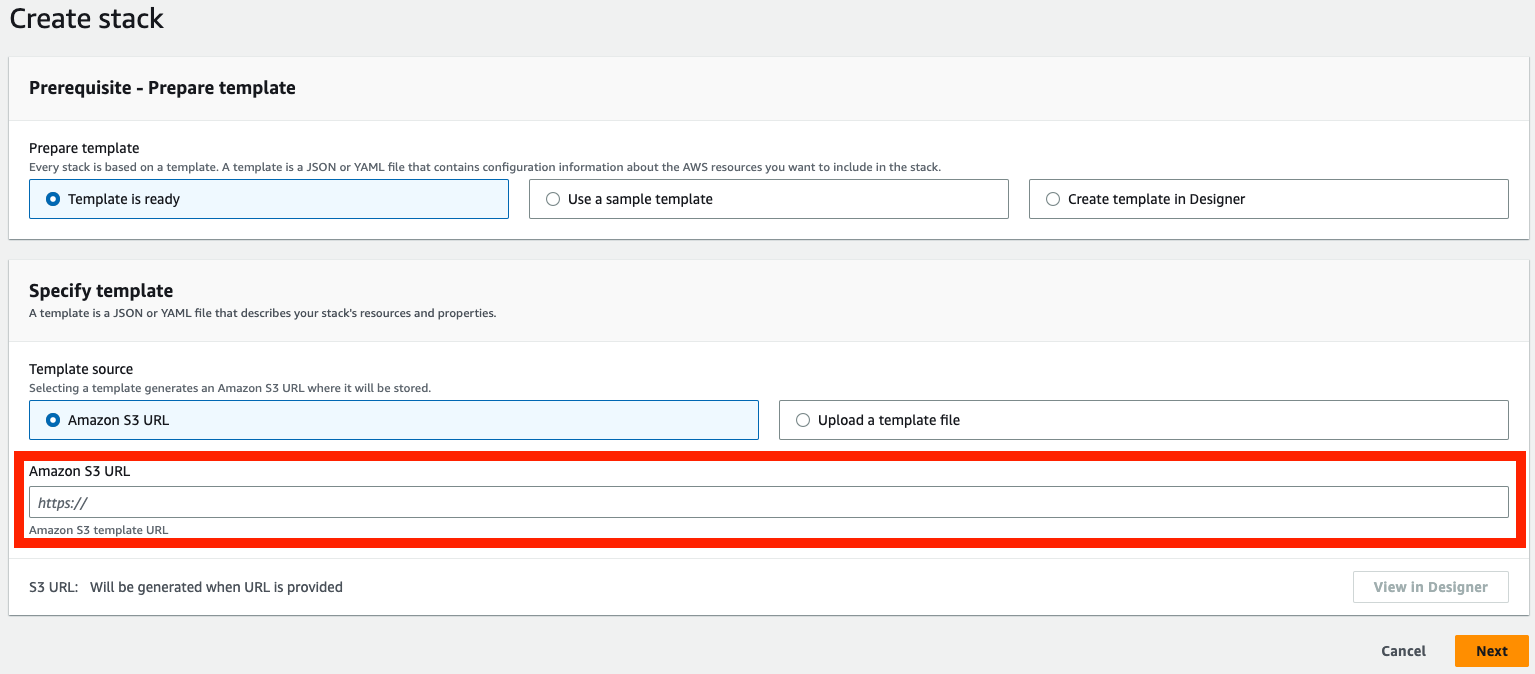 Create stack
Prerequisite - Prepare template
Prepare template
Every stack is based on a template. A template is a JSON or YAML file that contains configuration information about the AWS resources you want to include in the stack.
Template is ready
Use a sample template
Create template in Designer
Specify template
A template is a JSON or YAML file that describes your stack's resources and properties.
Template source
Selecting a template generates an Amazon S3 URL where it will be stored.
Amazon S3 URL
Upload a template file
Amazon S3 URL
https://
Amazon S3 template URL
S3 URL: Will be generated when URL is provided
View in Designer
Cancel
Next